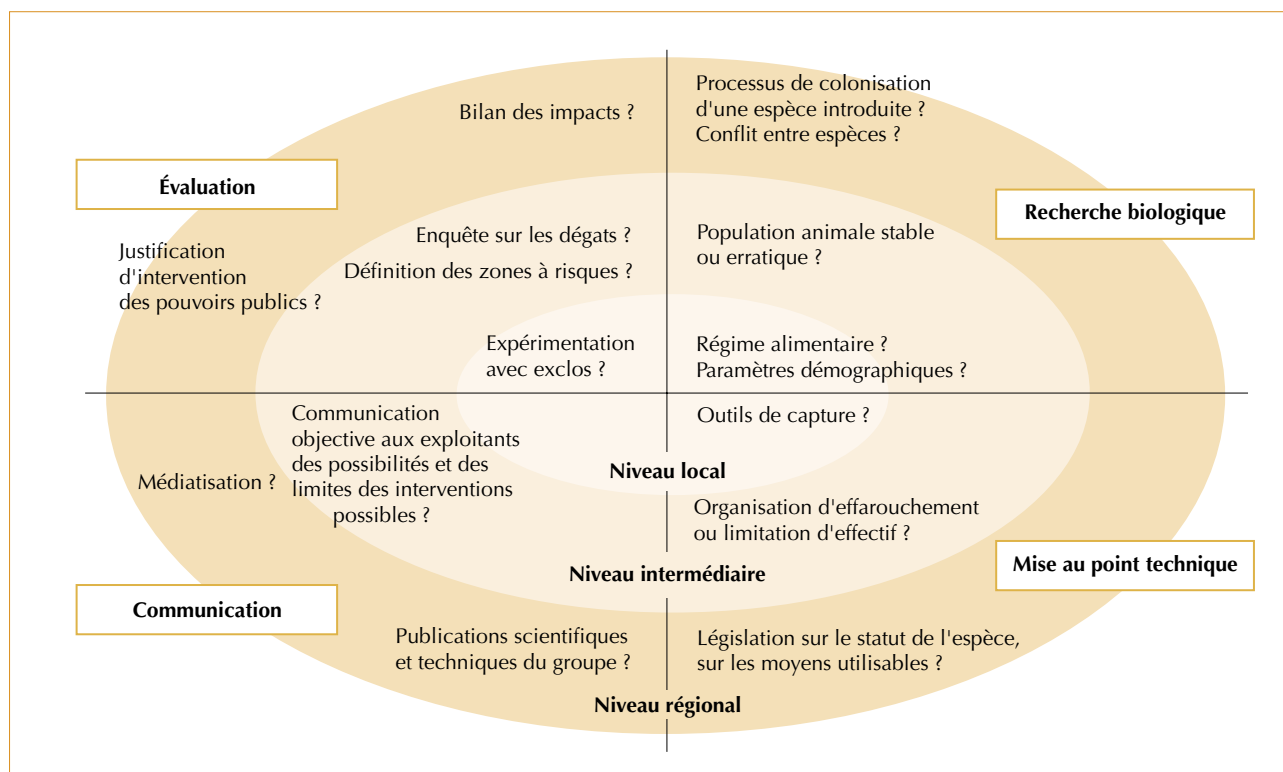 Bilan des impacts ?
Processus de colonisation
d'une espèce introduite ?
Conflit entre espèces ?
Évaluation
Recherche biologique
Justification
d'intervention
des pouvoirs publics ?
Enquête sur les dégats ?
Définition des zones à risques ?
Population animale stable
ou erratique ?
Expérimentation
avec exclos ?
Régime alimentaire ?
Paramètres démographiques ?
Communication
objective aux exploitants
des possibilités et des
limites des interventions
possibles ?
Médiatisation ?
Outils de capture ?
Niveau local
Organisation d'effarouchement
ou limitation d'effectif ?
Niveau intermédiaire
Mise au point technique
Communication
Publications scientifiques
et techniques du groupe ?
Législation sur le statut de l'espèce,
sur les moyens utilisables ?
Niveau régional